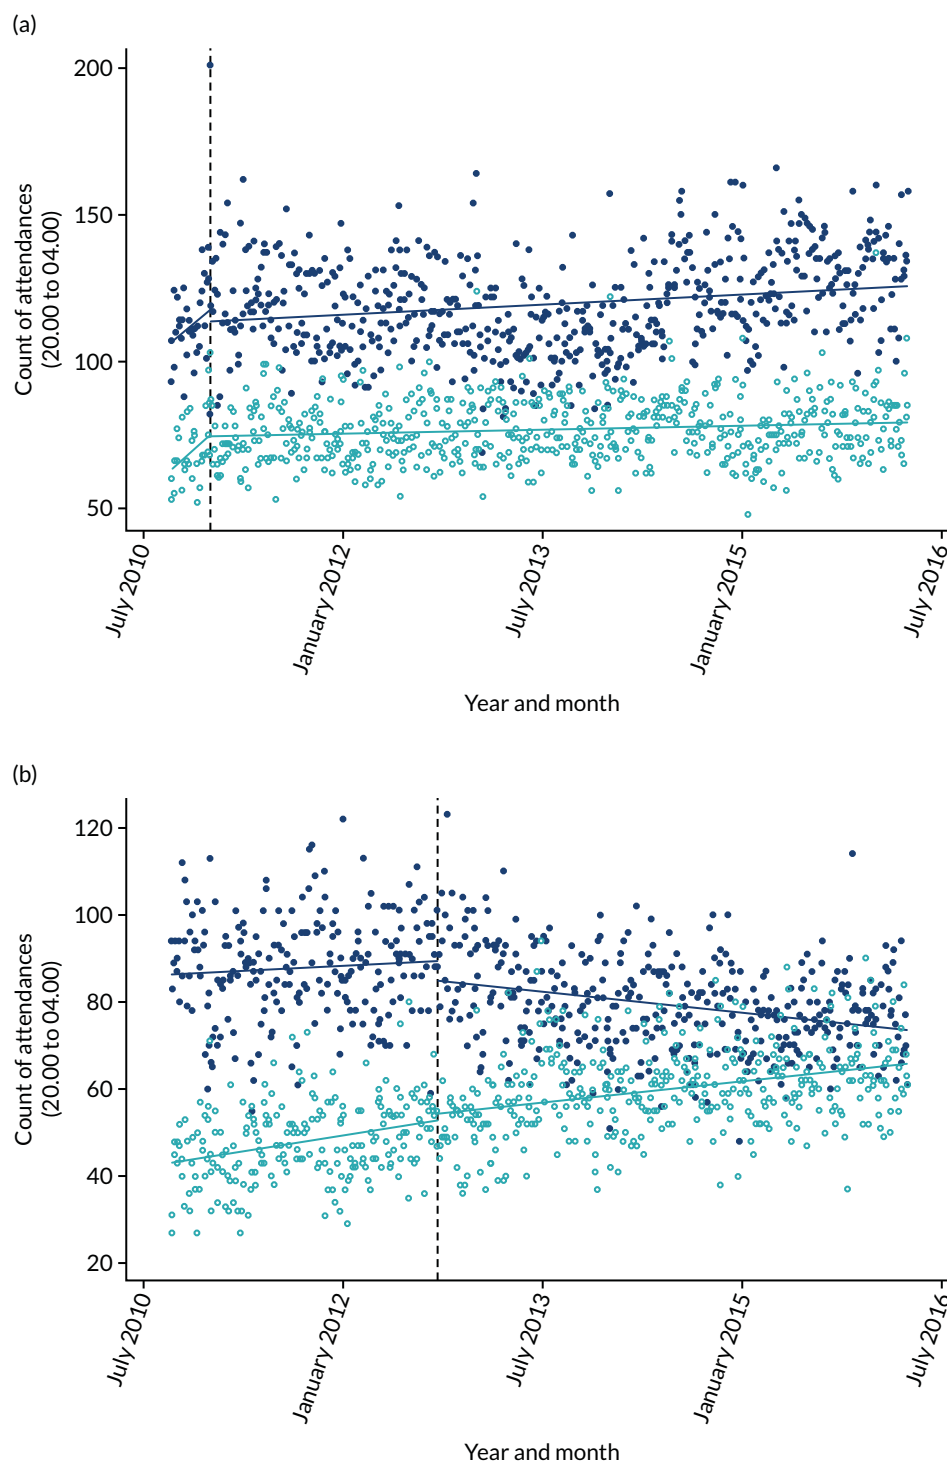 (a)
200
150
100
50
Count of attendances
(20.00 to 04.00)
July 2010
January 2012
July 2013
January 2015
July 2016
Year and month
(b)
120
100
80
60
40
20
Count of attendances
(20.00 to 04.00)
July 2010
January 2012
July 2013
January 2015
July 2016
Year and month